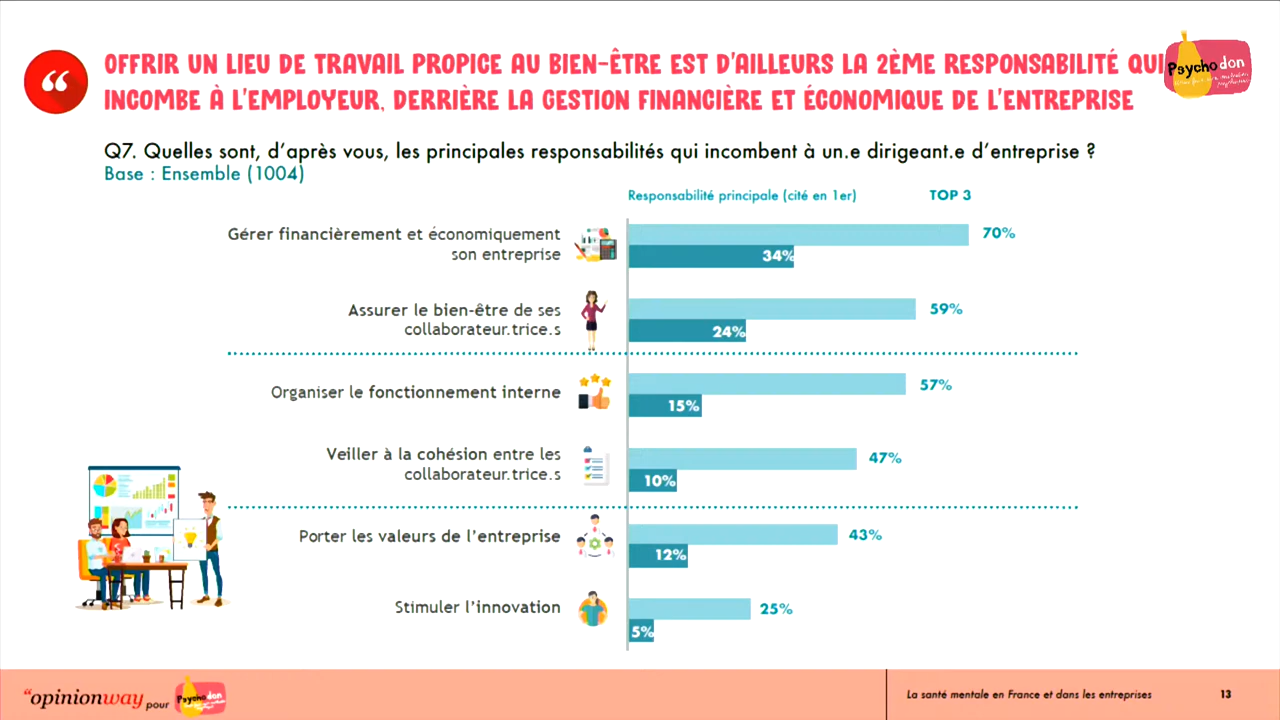 OFFRIR UN LIEU DE TRAVAIL PROPICE AU BIEN-ÊTRE EST D'AILLEURS LA 2ÈME RESPONSABILITÉ QUI
INCOMBE À L'EMPLOYEUR, DERRIÈRE LA GESTION FINANCIÈRE ET ÉCONOMIQUE DE L'ENTREPRISE
Psychodon
Q7. Quelles sont, d'après vous, les principales responsabilités qui incombent à un.e dirigeant.e d'entreprise ?
Base : Ensemble (1004)
Responsabilité principale (cité en 1er) TOP 3
Gérer financièrement et économiquement
son entreprise
70%
34%
Assurer le bien-être de ses
collaborateur.trice.s
59%
24%
Organiser le fonctionnement interne
57%
15%
Veiller à la cohésion entre les
collaborateur.trice.s
47%
10%
Porter les valeurs de l'entreprise
43%
12%
Stimuler l'innovation
25%
5%
"opinionway pour Psychodon
La santé mentale en France et dans les entreprises 13